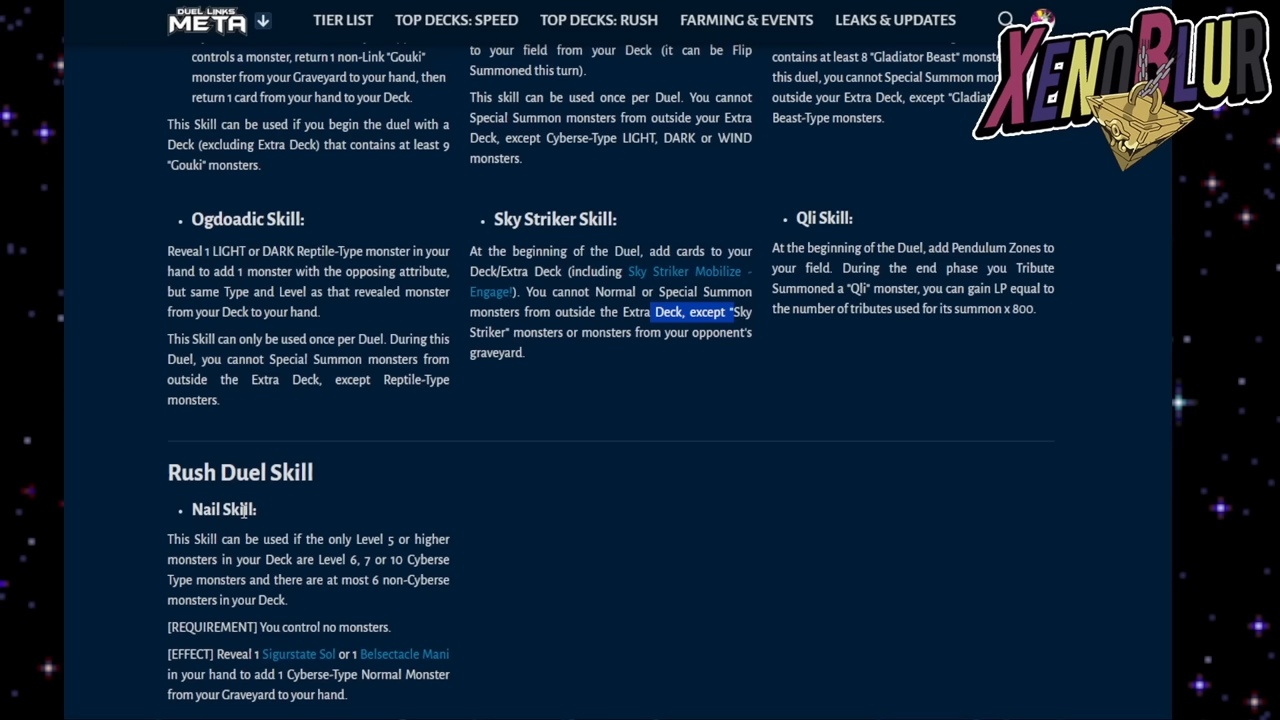 DUEL LINKS
META
TIER LIST
TOP DECKS: SPEED
TOP DECKS: RUSH
FARMING & EVENTS
LEAKS & UPDATES
XENOBLUR
controls a monster, return 1 non-Link "Gouki"
monster from your Graveyard to your hand, then
return 1 card from your hand to your Deck.
This Skill can be used if you begin the duel with a
Deck (excluding Extra Deck) that contains at least 9
"Gouki" monsters.
to your field from your Deck (it can be Flip
Summoned this turn).
This skill can be used once per Duel. You cannot
Special Summon monsters from outside your Extra
Deck, except Cyberse-Type LIGHT, DARK or WIND
monsters.
contains at least 8 "Gladiator Beast"
this duel, you cannot Special Summon
outside your Extra Deck, except
Beast-Type monsters.
• Ogdoadic Skill:
Reveal 1 LIGHT or DARK Reptile-Type monster in your
hand to add 1 monster with the opposing attribute,
but same Type and Level as that revealed monster
from your Deck to your hand.
This Skill can only be used once per Duel. During this
Duel, you cannot Special Summon monsters from
outside the Extra Deck, except Reptile-Type
monsters.
• Sky Striker Skill:
At the beginning of the Duel, add cards to your
Deck/Extra Deck (including Sky Striker Mobilize -
Engage!). You cannot Normal or Special Summon
monsters from outside the Extra Deck, except "Sky
Striker" monsters or monsters from your opponent's
graveyard.
• Qli Skill:
At the beginning of the Duel, add Pendulum Zones to
your field. During the end phase you Tribute
Summoned a "Qli" monster, you can gain LP equal to
the number of tributes used for its summon x 800.
Rush Duel Skill
• Nail Skill:
This Skill can be used if the only Level 5 or higher
monsters in your Deck are Level 6, 7 or 10 Cyberse
Type monsters and there are at most 6 non-Cyberse
monsters in your Deck.
[REQUIREMENT] You control no monsters.
[EFFECT] Reveal 1 Sigurstate Sol or 1 Belsectacle Mani
in your hand to add 1 Cyberse-Type Normal Monster
from your Graveyard to your hand.